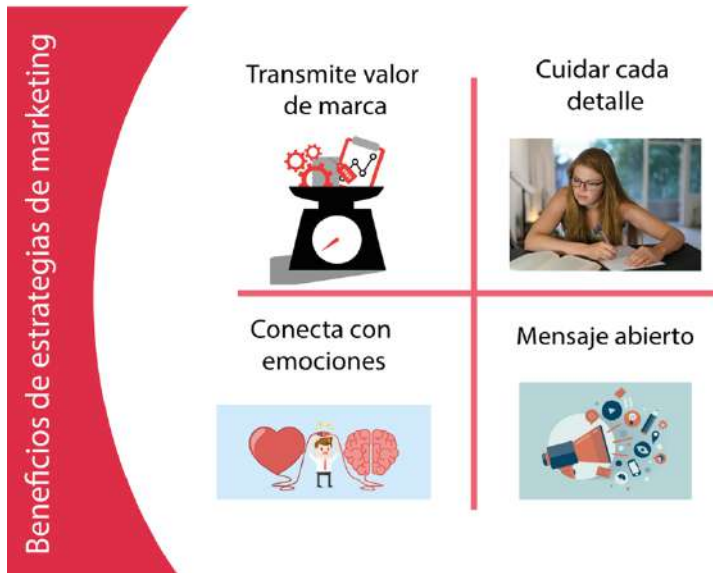 Beneficios de estrategias de marketing
Transmite valor
de marca
Cuidar cada
detalle
Conecta con
emociones
Mensaje abierto